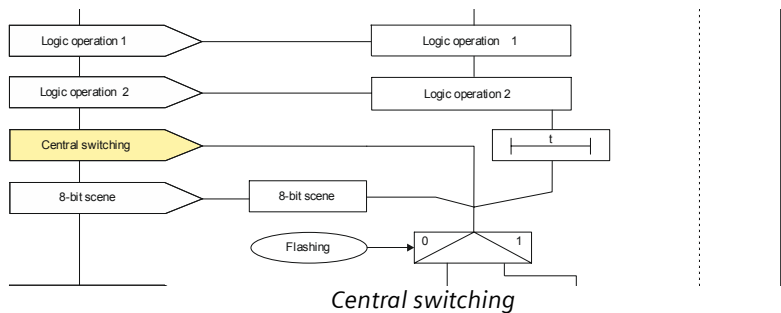 Logic operation 1
Logic operation 1
Logic operation 2
Logic operation 2
Central switching
t
8-bit scene
8-bit scene
Flashing
0
1
Central switching